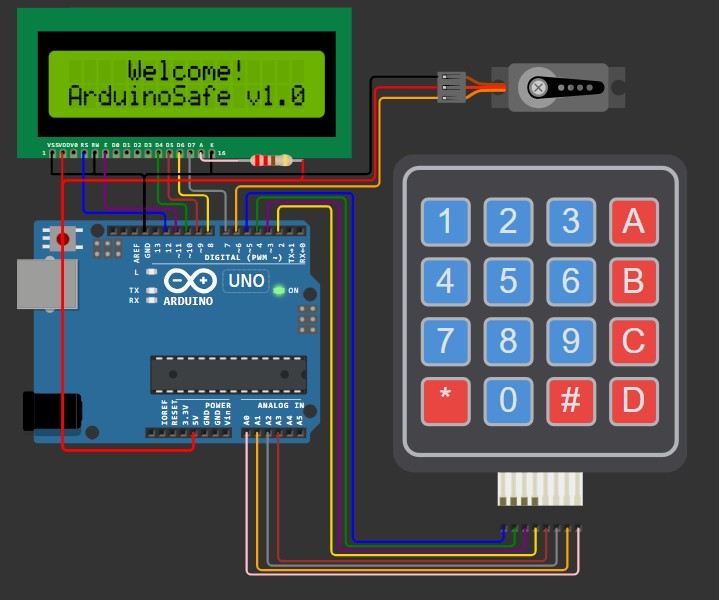 Welcome!
ArduinoSafe v1.0
VSS VDD V0 RS RW E D0 D1 D2 D3 D4 D5 D6 D7 A K
1 16
AREF GND 13 12 ~11 ~10 ~9 8 7 ~6 ~5 4 ~3 2 TX→1 RX←0
DIGITAL (PWM ~)
L
TX
RX
UNO
ON
ARDUINO
POWER
ANALOG IN
IOREF RESET 3.3V 5V GND GND Vin A0 A1 A2 A3 A4 A5
1 2 3 A
4 5 6 B
7 8 9 C
* 0 # D